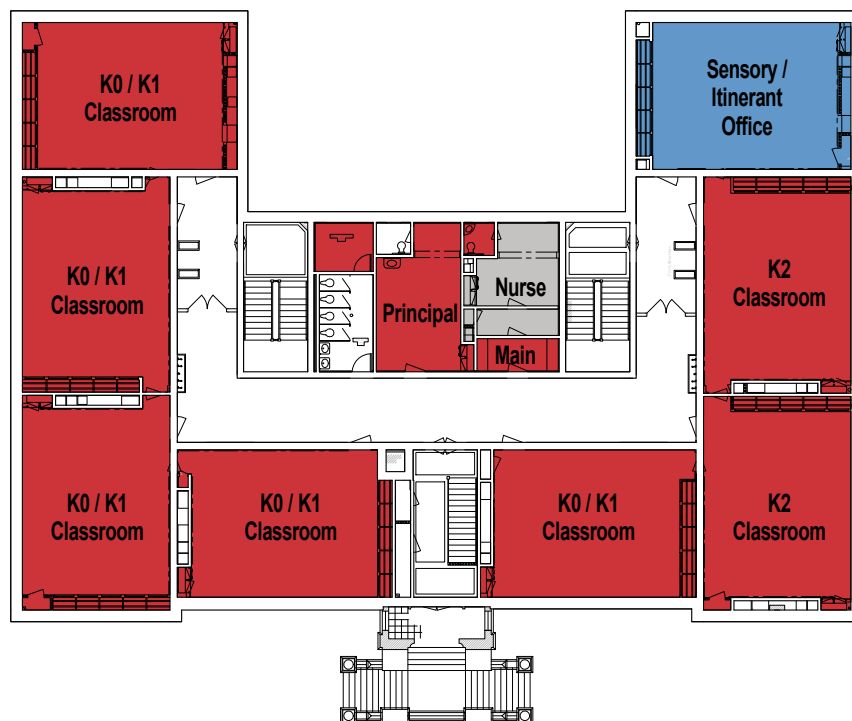 K0 / K1
Classroom
Sensory /
Itinerant
Office
K0 / K1
Classroom
K2
Classroom
Principal
Nurse
Main
K0 / K1
Classroom
K0 / K1
Classroom
K0 / K1
Classroom
K2
Classroom